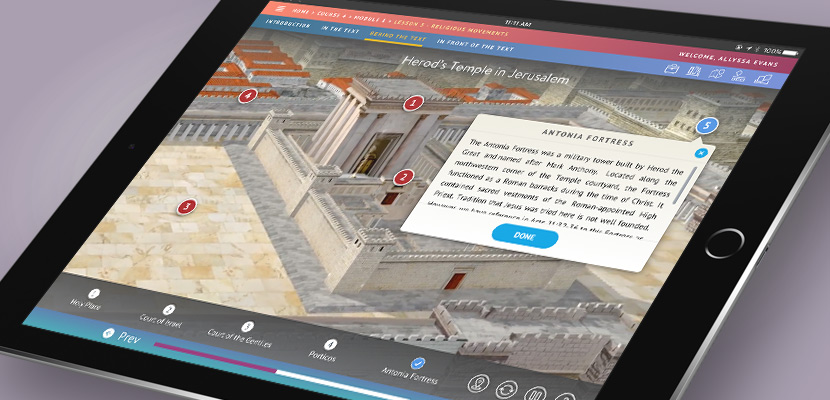 11:11 AM
100%
HOME > COURSE 4 > MODULE 2 > LESSON 1 - RELIGIOUS MOVEMENTS
WELCOME, ALLYSSA EVANS
INTRODUCTION IN THE TEXT BEHIND THE TEXT IN FRONT OF THE TEXT
Herod's Temple in Jerusalem
1
2
3
4
5
ANTONIA FORTRESS
The Antonia Fortress was a military tower built by Herod the
Great and named after Mark Anthony. Located along the
northwestern corner of the Temple courtyard, the Fortress
functioned as a Roman barracks during the time of Christ. It
contained sacred vestments of the Roman-appointed High
Priest. Tradition that Jesus was tried here is not well founded.
DONE
Holy Place
2 Court of Israel
3 Court of the Gentiles
4 Porticos
Antonia Fortress
Prev